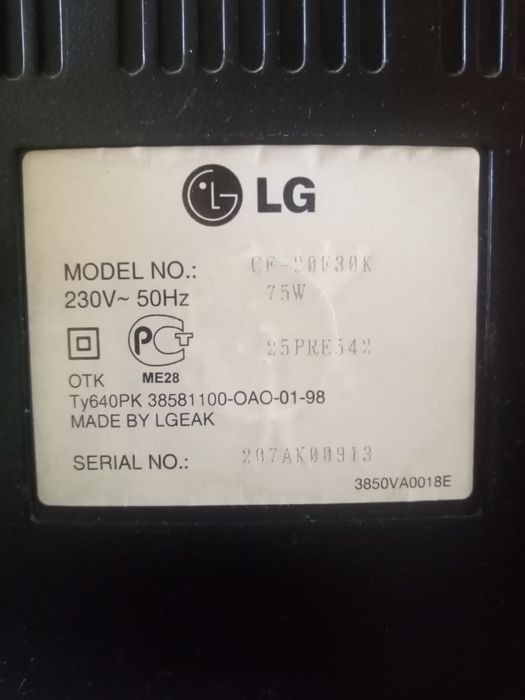 LG
MODEL NO.: CF-20F30K
230V~ 50Hz 75W
PCT 25PRE542
OTK ME28
Ty640PK 38581100-OAO-01-98
MADE BY LGEAK
SERIAL NO.: 207AK00913
3850VA0018E